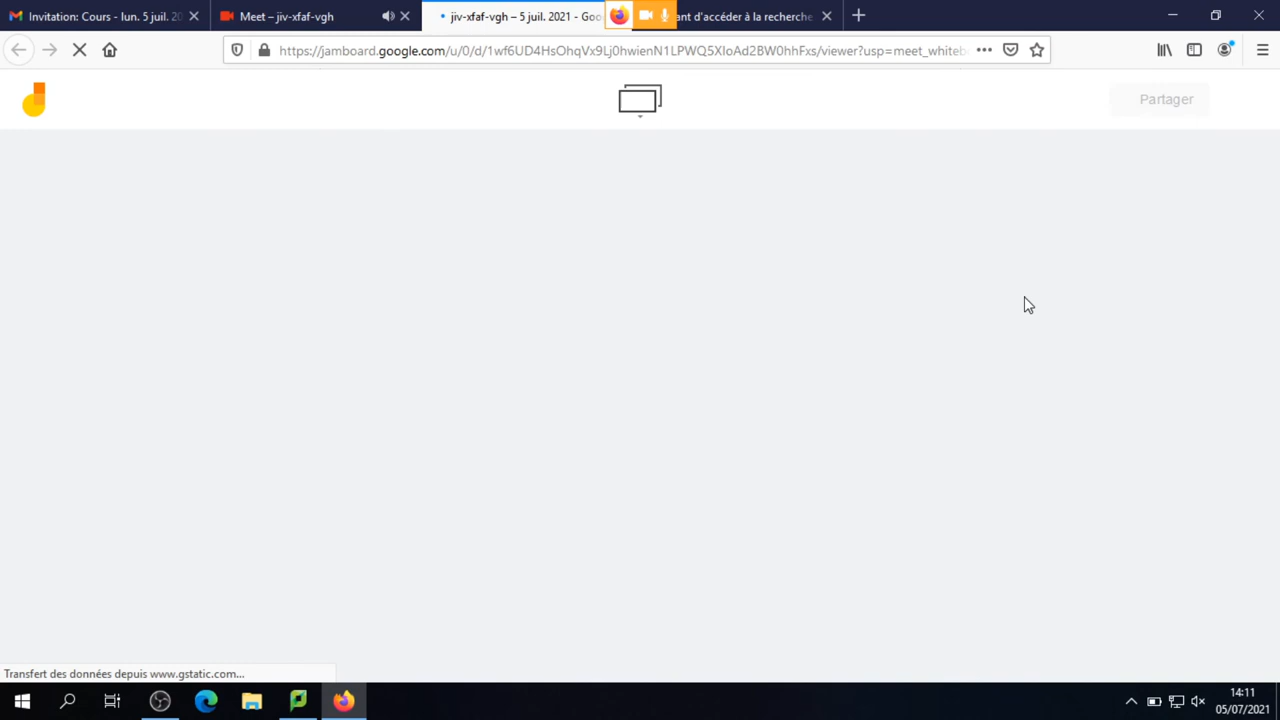 Invitation: Cours - lun. 5 juil. 20
Meet – jiv-xfaf-vgh
jiv-xfaf-vgh – 5 juil. 2021 - Goo
ant d'accéder à la recherche
https://jamboard.google.com/u/0/d/1wf6UD4HsOhqVx9Lj0hwienN1LPWQ5XIoAd2BW0hhFxs/viewer?usp=meet_whiteb
Partager
Transfert des données depuis www.gstatic.com...
14:11
05/07/2021